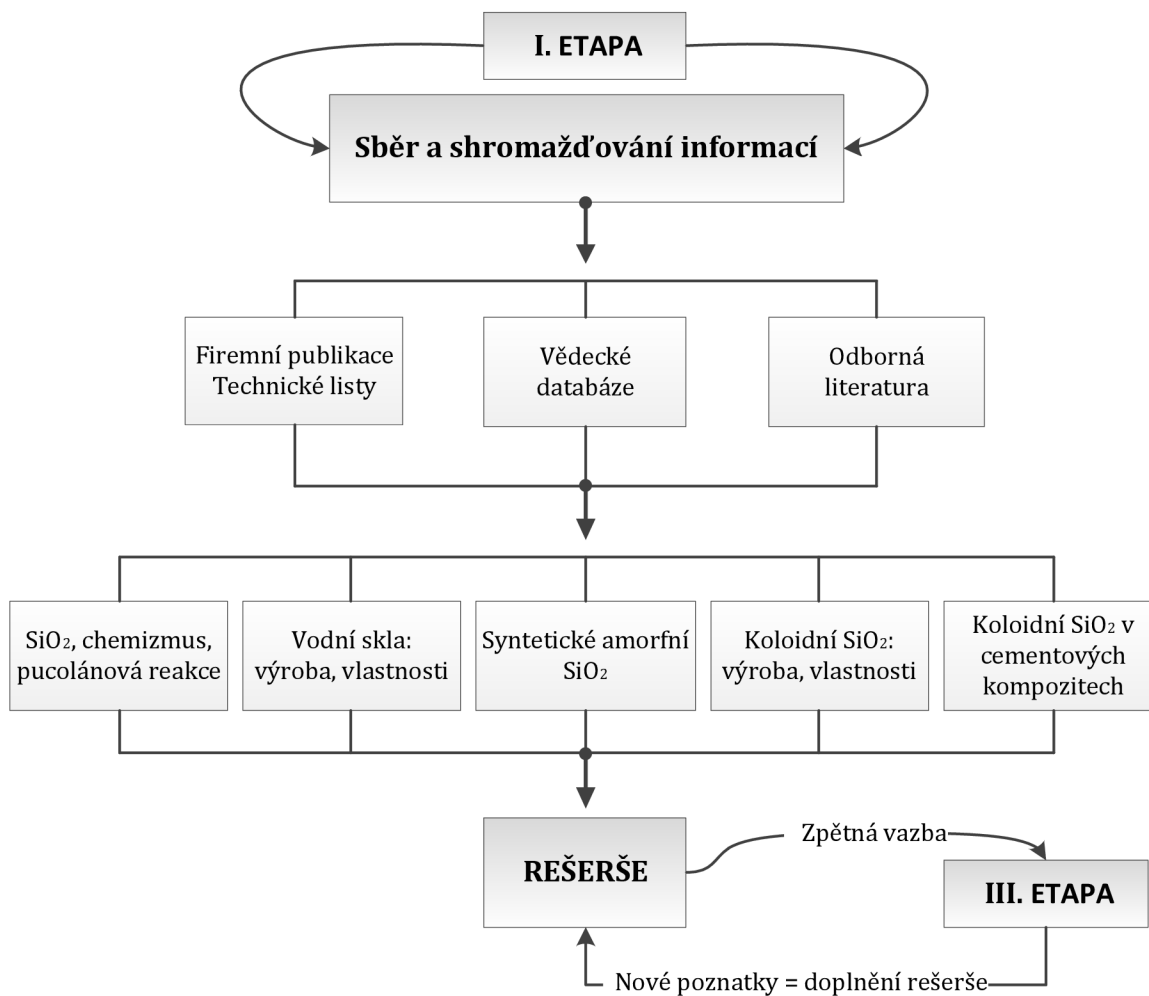 I. ETAPA
Sběr a shromažďování informací
Firemní publikace
Technické listy
Vědecké
databáze
Odborná
literatura
SiO₂, chemizmus,
pucolánová reakce
Vodní skla:
výroba, vlastnosti
Syntetické amorfní
SiO₂
Koloidní SiO₂:
výroba, vlastnosti
Koloidní SiO₂ v
cementových
kompozitech
REŠERŠE
Zpětná vazba
III. ETAPA
Nové poznatky = doplnění rešerše